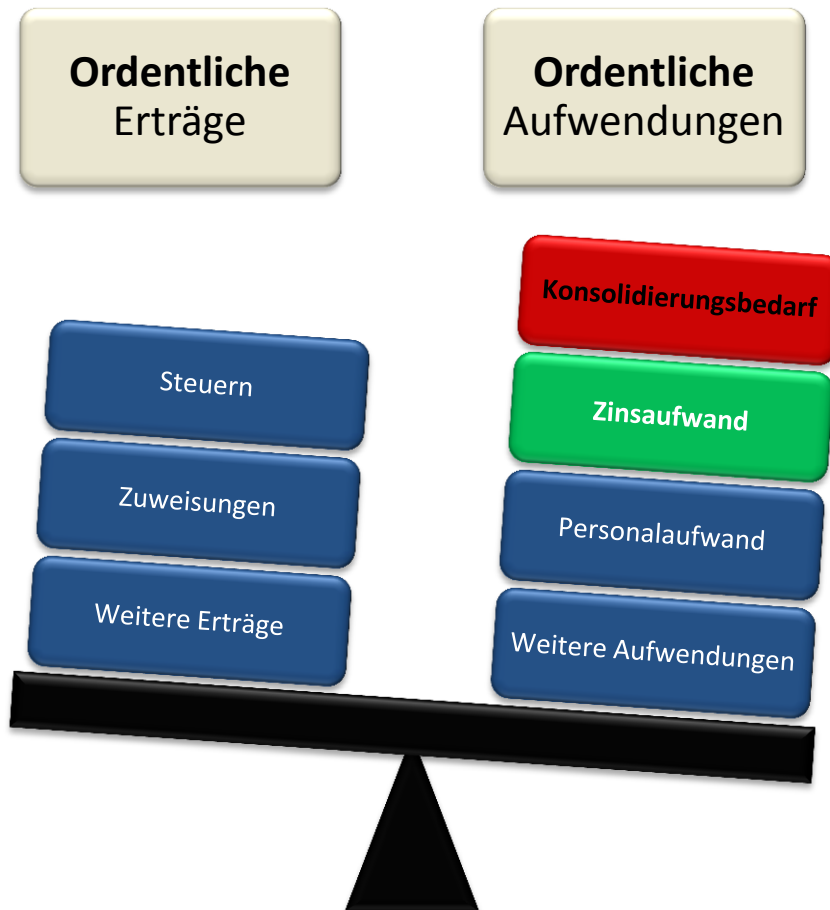 Ordentliche
Erträge
Ordentliche
Aufwendungen
Steuern
Zuweisungen
Weitere Erträge
Konsolidierungsbedarf
Zinsaufwand
Personalaufwand
Weitere Aufwendungen